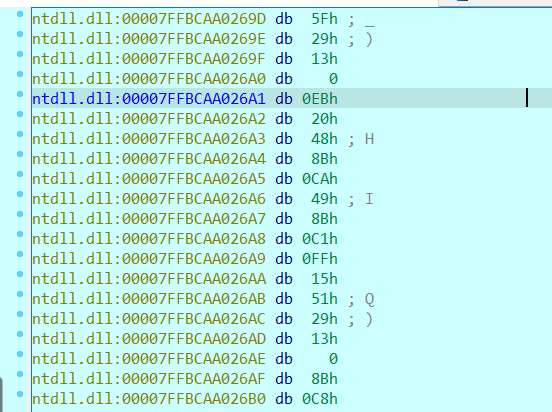 ntdll.dll:00007FFBCAA0269D db 5Fh ; _
ntdll.dll:00007FFBCAA0269E db 29h ; )
ntdll.dll:00007FFBCAA0269F db 13h
ntdll.dll:00007FFBCAA026A0 db 0
ntdll.dll:00007FFBCAA026A1 db 0EBh
ntdll.dll:00007FFBCAA026A2 db 20h
ntdll.dll:00007FFBCAA026A3 db 48h ; H
ntdll.dll:00007FFBCAA026A4 db 8Bh
ntdll.dll:00007FFBCAA026A5 db 0CAh
ntdll.dll:00007FFBCAA026A6 db 49h ; I
ntdll.dll:00007FFBCAA026A7 db 8Bh
ntdll.dll:00007FFBCAA026A8 db 0C1h
ntdll.dll:00007FFBCAA026A9 db 0FFh
ntdll.dll:00007FFBCAA026AA db 15h
ntdll.dll:00007FFBCAA026AB db 51h ; Q
ntdll.dll:00007FFBCAA026AC db 29h ; )
ntdll.dll:00007FFBCAA026AD db 13h
ntdll.dll:00007FFBCAA026AE db 0
ntdll.dll:00007FFBCAA026AF db 8Bh
ntdll.dll:00007FFBCAA026B0 db 0C8h